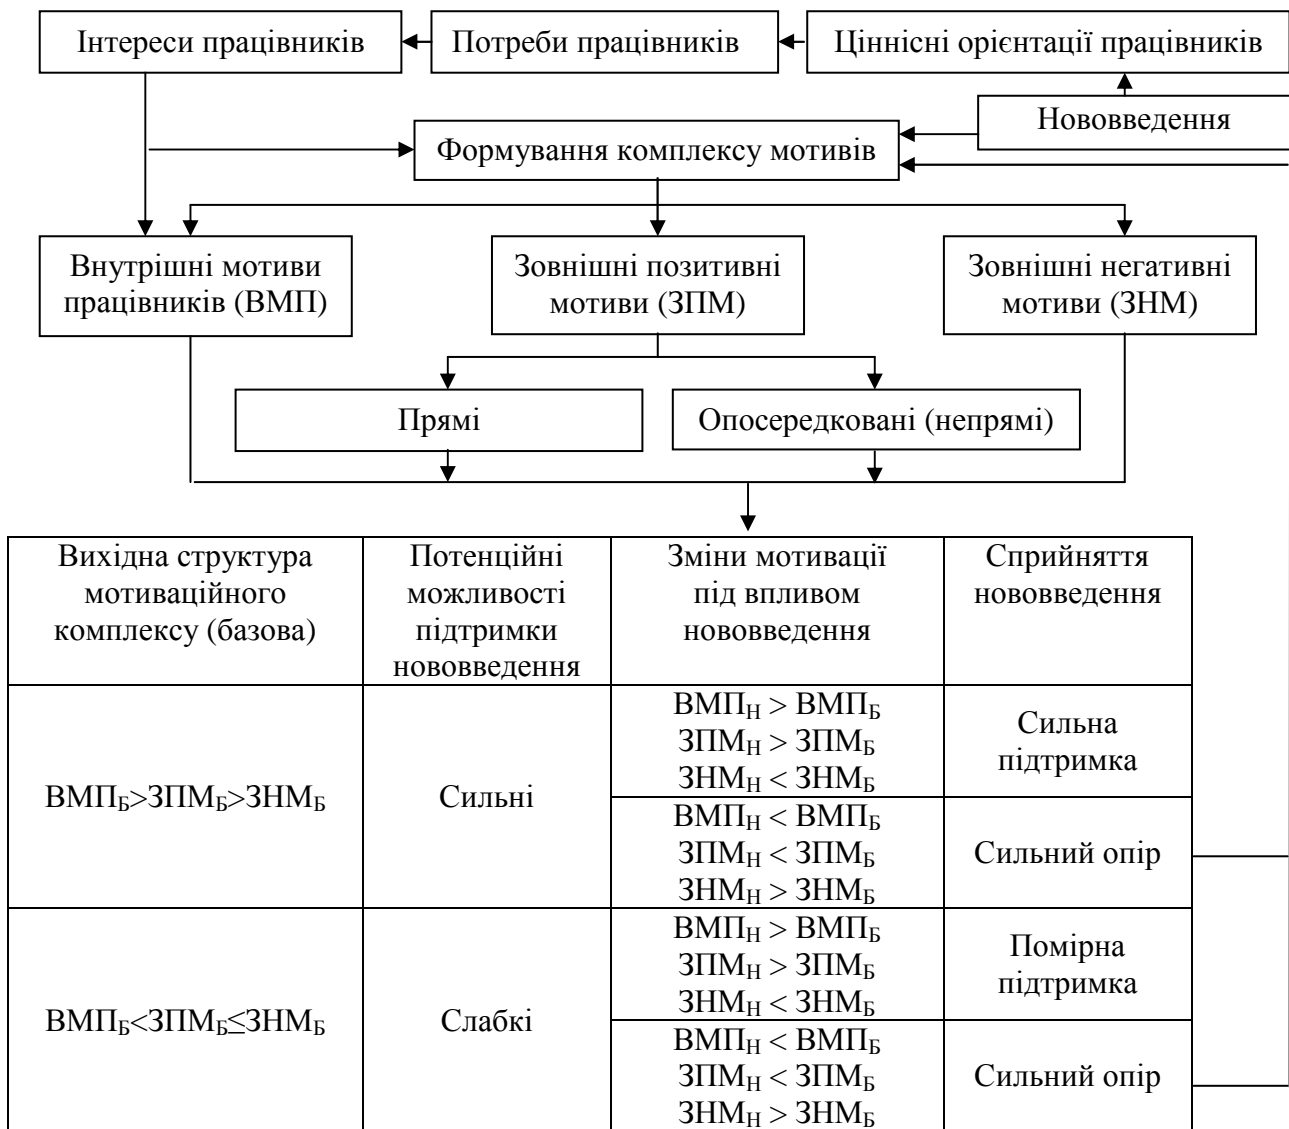 Інтереси працівників
Потреби працівників
Ціннісні орієнтації працівників
Нововведення
Формування комплексу мотивів
Внутрішні мотиви
працівників (ВМП)
Зовнішні позитивні
мотиви (ЗПМ)
Зовнішні негативні
мотиви (ЗНМ)
Прямі
Опосередковані (непрямі)
Вихідна структура
мотиваційного
комплексу (базова)
Потенційні
можливості
підтримки
нововведення
Зміни мотивації
під впливом
нововведення
Сприйняття
нововведення
ВМПБ>ЗПМБ>ЗНМБ
Сильні
ВМПН > ВМПБ
ЗПМН > ЗПМБ
ЗНМН < ЗНМБ
Сильна
підтримка
ВМПН < ВМПБ
ЗПМН < ЗПМБ
ЗНМН > ЗНМБ
Сильний опір
ВМПБ<ЗПМБ≤ЗНМБ
Слабкі
ВМПН > ВМПБ
ЗПМН > ЗПМБ
ЗНМН < ЗНМБ
Помірна
підтримка
ВМПН < ВМПБ
ЗПМН < ЗПМБ
ЗНМН > ЗНМБ
Сильний опір